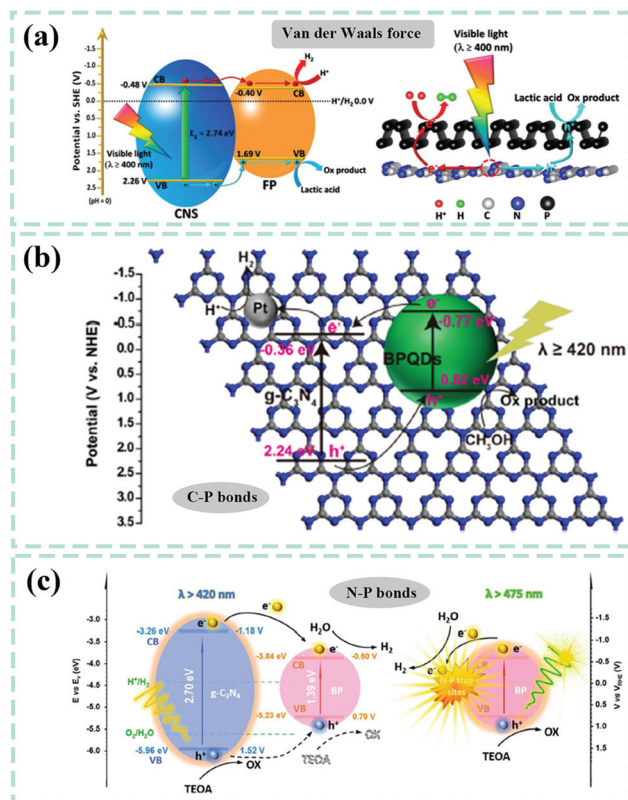 (a)
Van der Waals force
Potential vs. SHE (V)
-1.5
-1.0
-0.5
0.0
0.5
1.0
1.5
2.0
2.5
(pH = 0)
CB
-0.48 V
Eg = 2.74 eV
Visible light
(λ ≥ 400 nm)
2.26 V
VB
CNS
H₂
H⁺
-0.40 V
CB
H⁺/H₂ 0.0 V
1.69 V
VB
FP
Ox product
Lactic acid
Visible light
(λ ≥ 400 nm)
Lactic acid Ox product
e⁻
h⁺
e⁻
h⁺
H⁺ H C N P
(b)
Potential (V vs. NHE)
-1.5
-1.0
-0.5
0.0
0.5
1.0
1.5
2.0
2.5
3.0
3.5
H₂
H⁺
Pt
e⁻
-0.36 eV
g-C₃N₄
2.24 eV
h⁺
e⁻
-0.77 eV
BPQDs
0.82 eV
h⁺
λ ≥ 420 nm
Ox product
CH₃OH
C-P bonds
(c)
λ > 420 nm
N-P bonds
λ > 475 nm
E vs Eᵥ (eV)
-3.0
-3.5
-4.0
-4.5
-5.0
-5.5
-6.0
-3.26 eV
CB
e⁻
-1.18 V
H⁺/H₂
2.70 eV
g-C₃N₄
O₂/H₂O
-5.96 eV
VB
h⁺
1.52 V
TEOA
OX
e⁻
H₂O
H₂
-3.84 eV
e⁻
CB
-0.60 V
1.39 eV
BP
-5.23 eV
VB
0.78 V
h⁺
TEOA
OX
H₂O
H₂
e⁻
e⁻
N-P trap
sites
e⁻
CB
BP
VB
h⁺
TEOA
OX
V vs V_RHE (V)
-1.0
-0.5
0.0
0.5
1.0
1.5